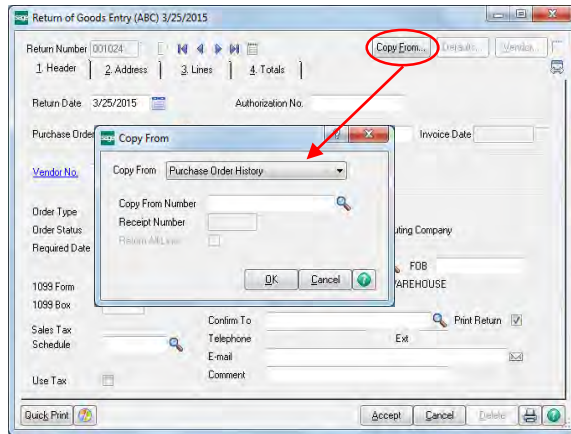 Return of Goods Entry (ABC) 3/25/2015
Return Number 001024 Copy From... Defaults... Vendor...
1. Header 2. Address 3. Lines 4. Totals
Return Date 3/25/2015 Authorization No.
Purchase Order Invoice Date
sage Copy From
Vendor No. Copy From Purchase Order History
Copy From Number
Order Type Receipt Number
Order Status Return All Lines uting Company
Required Date
FOB
1099 Form OK Cancel AREHOUSE
1099 Box
Confirm To Print Return
Sales Tax
Schedule Telephone Ext
E-mail
Use Tax Comment
Quick Print Accept Cancel Delete